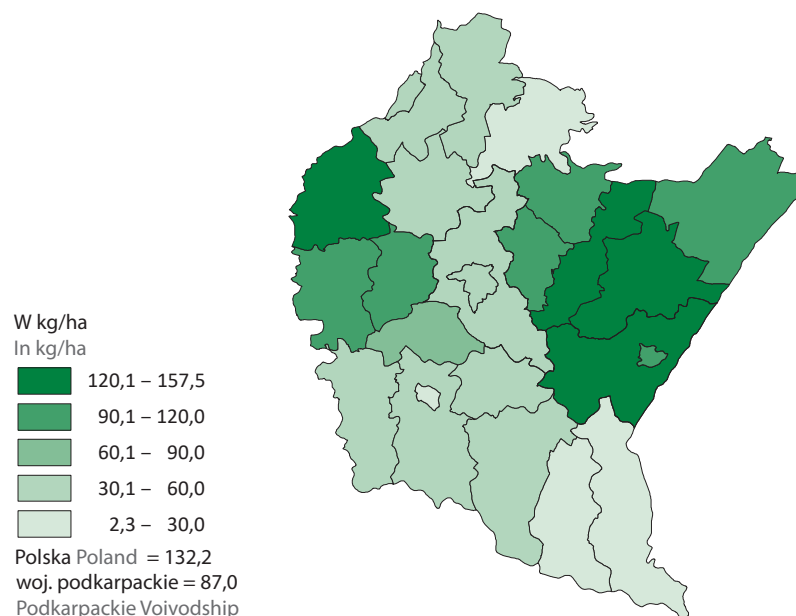 W kg/ha
In kg/ha
120,1 – 157,5
90,1 – 120,0
60,1 – 90,0
30,1 – 60,0
2,3 – 30,0
Polska Poland = 132,2
woj. podkarpackie = 87,0
Podkarpackie Voivodship